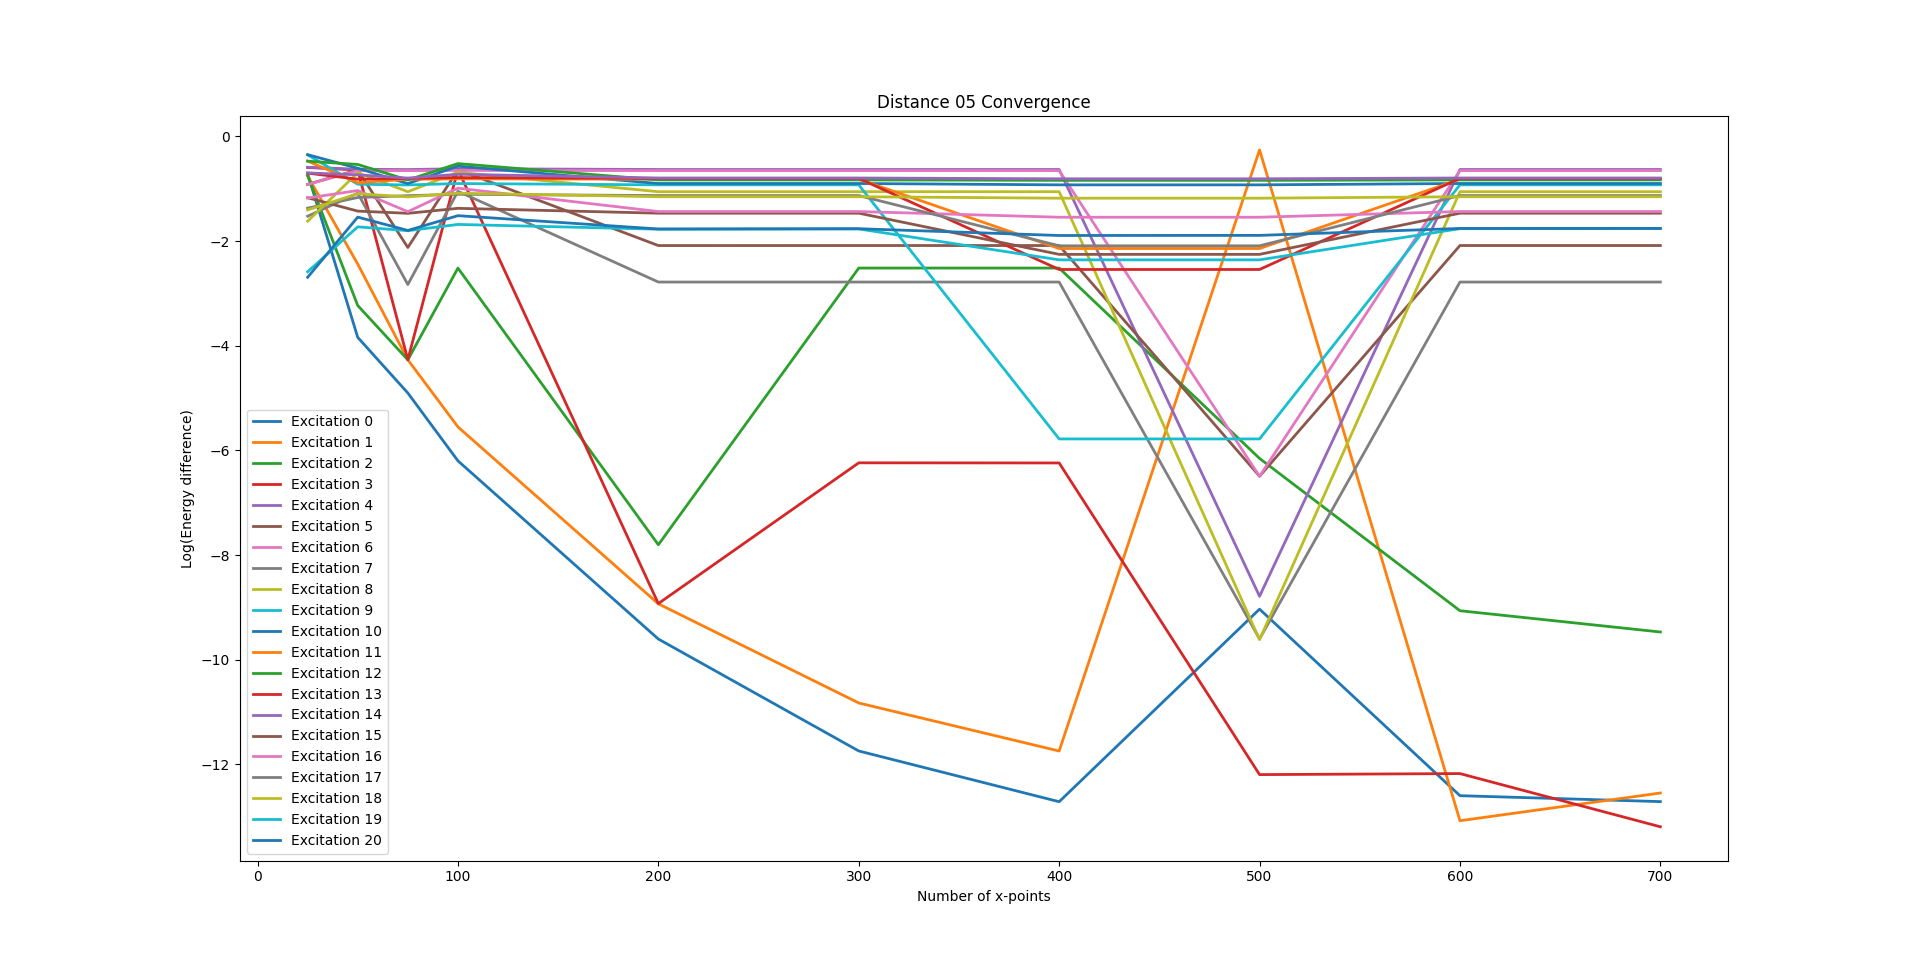 Distance 05 Convergence
Log(Energy difference)
0
−2
−4
−6
−8
−10
−12
Excitation 0
Excitation 1
Excitation 2
Excitation 3
Excitation 4
Excitation 5
Excitation 6
Excitation 7
Excitation 8
Excitation 9
Excitation 10
Excitation 11
Excitation 12
Excitation 13
Excitation 14
Excitation 15
Excitation 16
Excitation 17
Excitation 18
Excitation 19
Excitation 20
0 100 200 300 400 500 600 700
Number of x-points